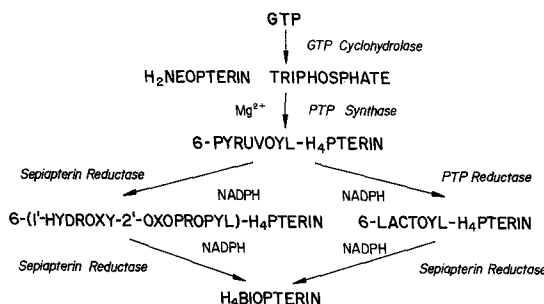 GTP
GTP Cyclohydrolase
H₂NEOPTERIN TRIPHOSPHATE
Mg²⁺ PTP Synthase
6-PYRUVOYL-H₄PTERIN
Sepiapterin Reductase PTP Reductase
NADPH NADPH
6-(1'-HYDROXY-2'-OXOPROPYL)-H₄PTERIN 6-LACTOYL-H₄PTERIN
NADPH NADPH
Sepiapterin Reductase Sepiapterin Reductase
H₄BIOPTERIN